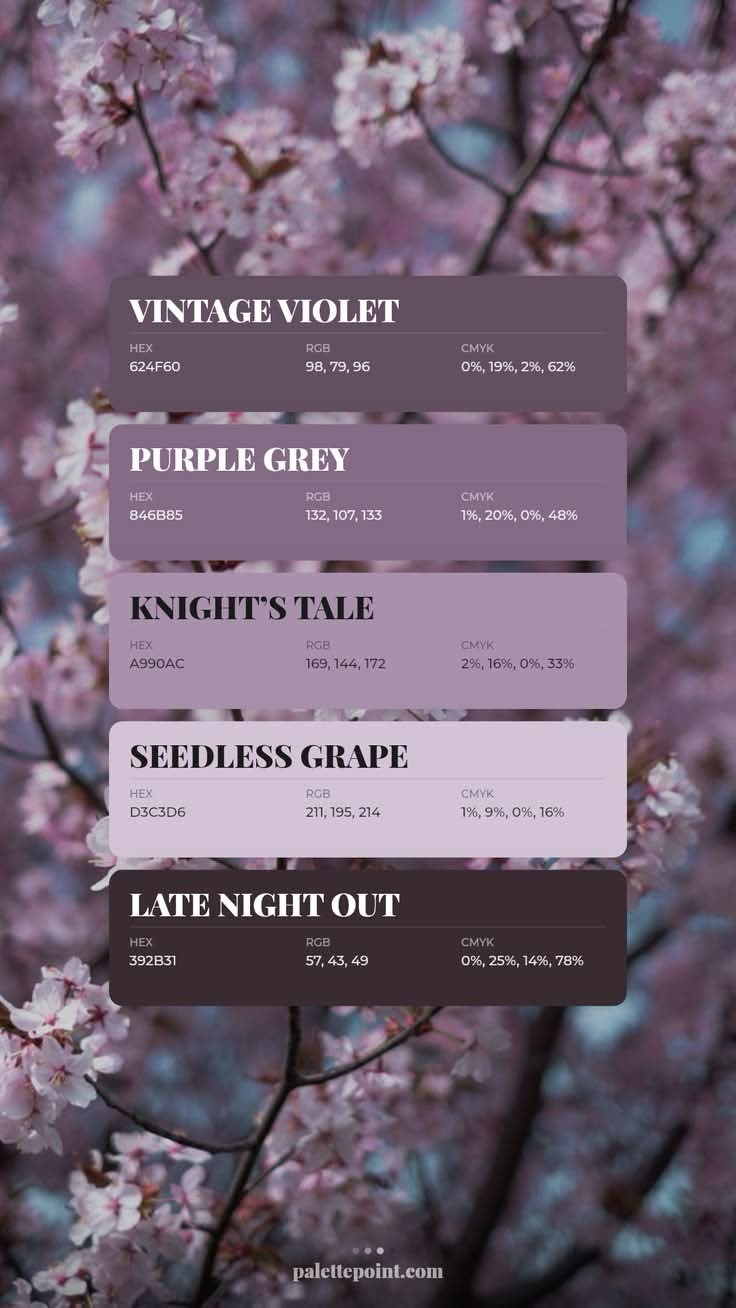 VINTAGE VIOLET
HEX RGB CMYK
624F60 98, 79, 96 0%, 19%, 2%, 62%
PURPLE GREY
HEX RGB CMYK
846B85 132, 107, 133 1%, 20%, 0%, 48%
KNIGHT’S TALE
HEX RGB CMYK
A990AC 169, 144, 172 2%, 16%, 0%, 33%
SEEDLESS GRAPE
HEX RGB CMYK
D3C3D6 211, 195, 214 1%, 9%, 0%, 16%
LATE NIGHT OUT
HEX RGB CMYK
392B31 57, 43, 49 0%, 25%, 14%, 78%
palettepoint.com